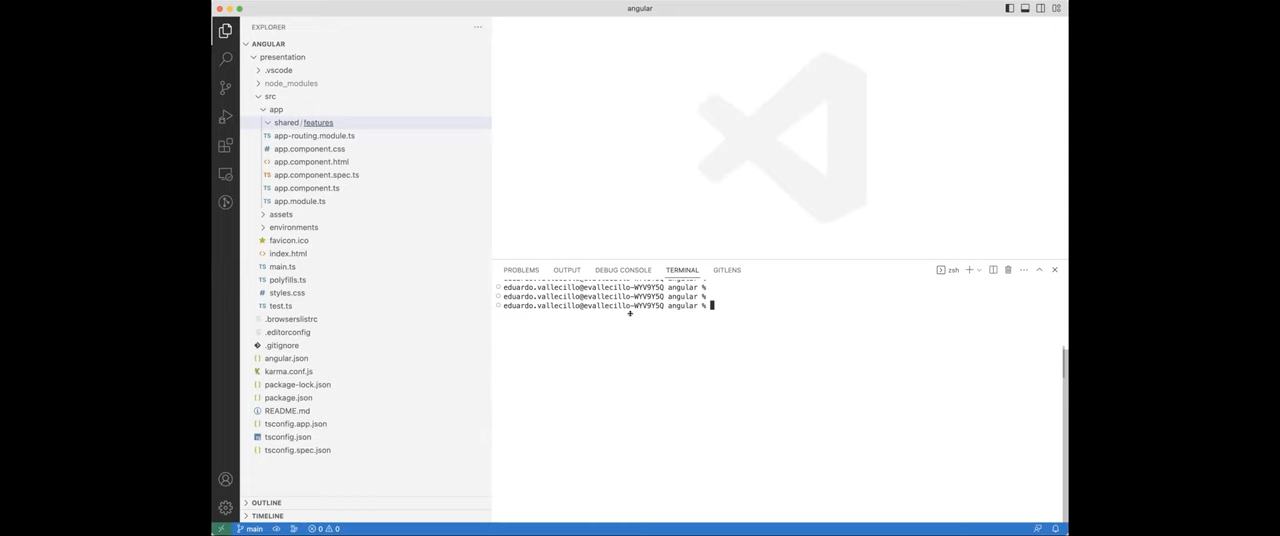 angular
EXPLORER
ANGULAR
presentation
.vscode
node_modules
src
app
shared / features
app-routing.module.ts
app.component.css
app.component.html
app.component.spec.ts
app.component.ts
app.module.ts
assets
environments
favicon.ico
index.html
main.ts
polyfills.ts
styles.css
test.ts
.browserslistrc
.editorconfig
.gitignore
angular.json
karma.conf.js
package-lock.json
package.json
README.md
tsconfig.app.json
tsconfig.json
tsconfig.spec.json
OUTLINE
TIMELINE
PROBLEMS OUTPUT DEBUG CONSOLE TERMINAL GITLENS
zsh
eduardo.vallecillo@evallecillo-WYV9Y5Q angular %
eduardo.vallecillo@evallecillo-WYV9Y5Q angular %
eduardo.vallecillo@evallecillo-WYV9Y5Q angular %
main 0 0